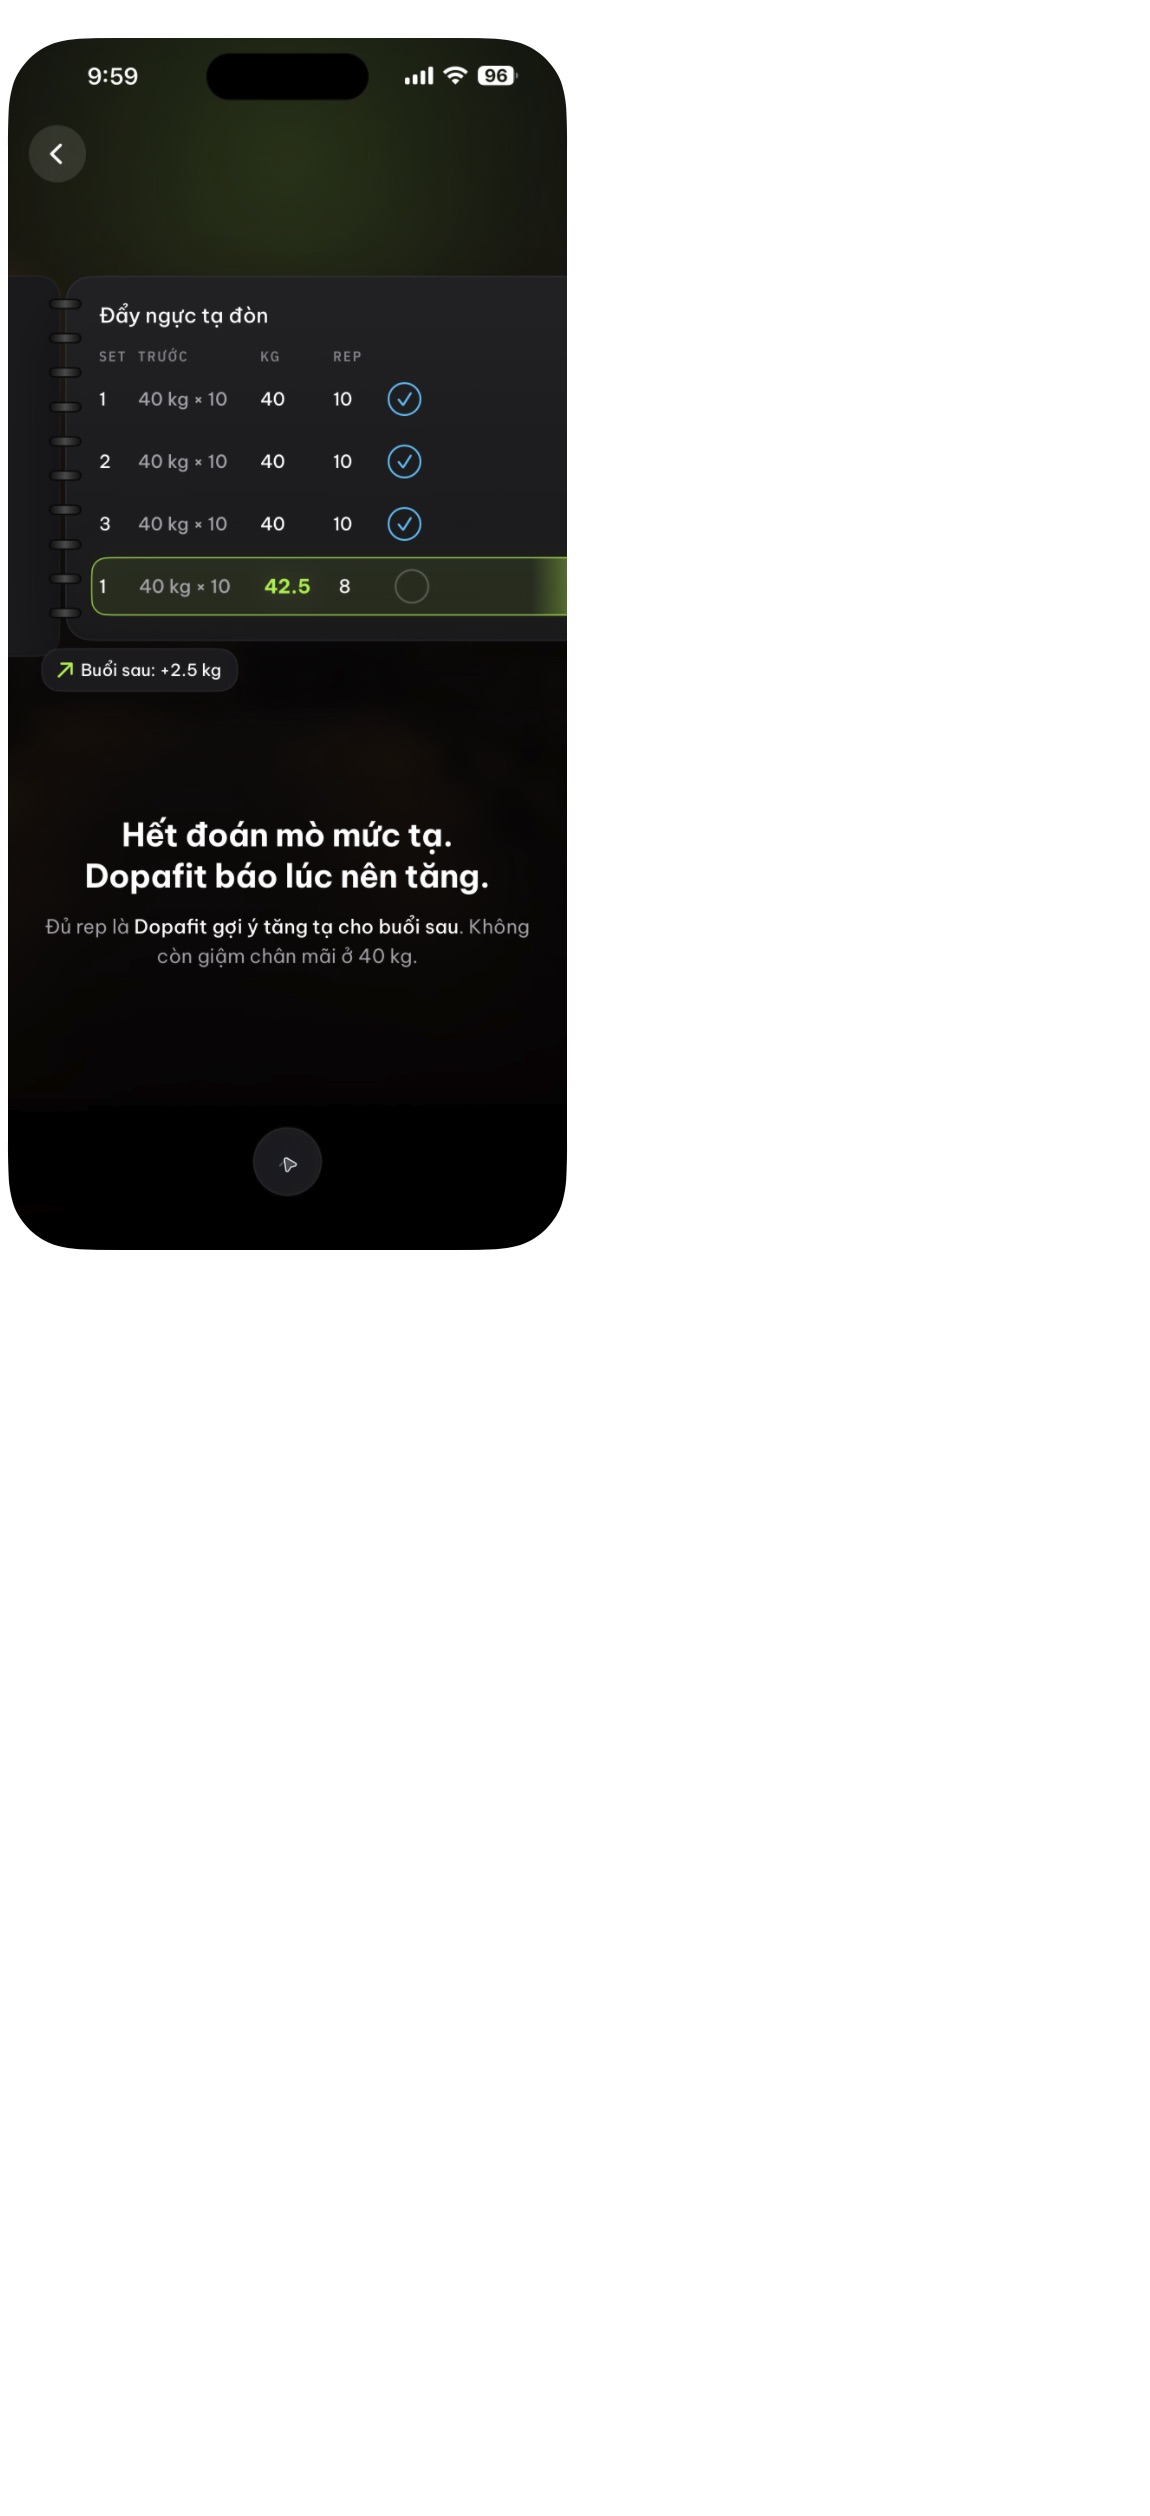 9:59
96
Đẩy ngực tạ đòn
SET TRƯỚC KG REP
1 40 kg × 10 40 10
2 40 kg × 10 40 10
3 40 kg × 10 40 10
1 40 kg × 10 42.5 8
Buổi sau: +2.5 kg
Hết đoán mò mức tạ.
Dopafit báo lúc nên tăng.
Đủ rep là Dopafit gợi ý tăng tạ cho buổi sau. Không
còn giậm chân mãi ở 40 kg.